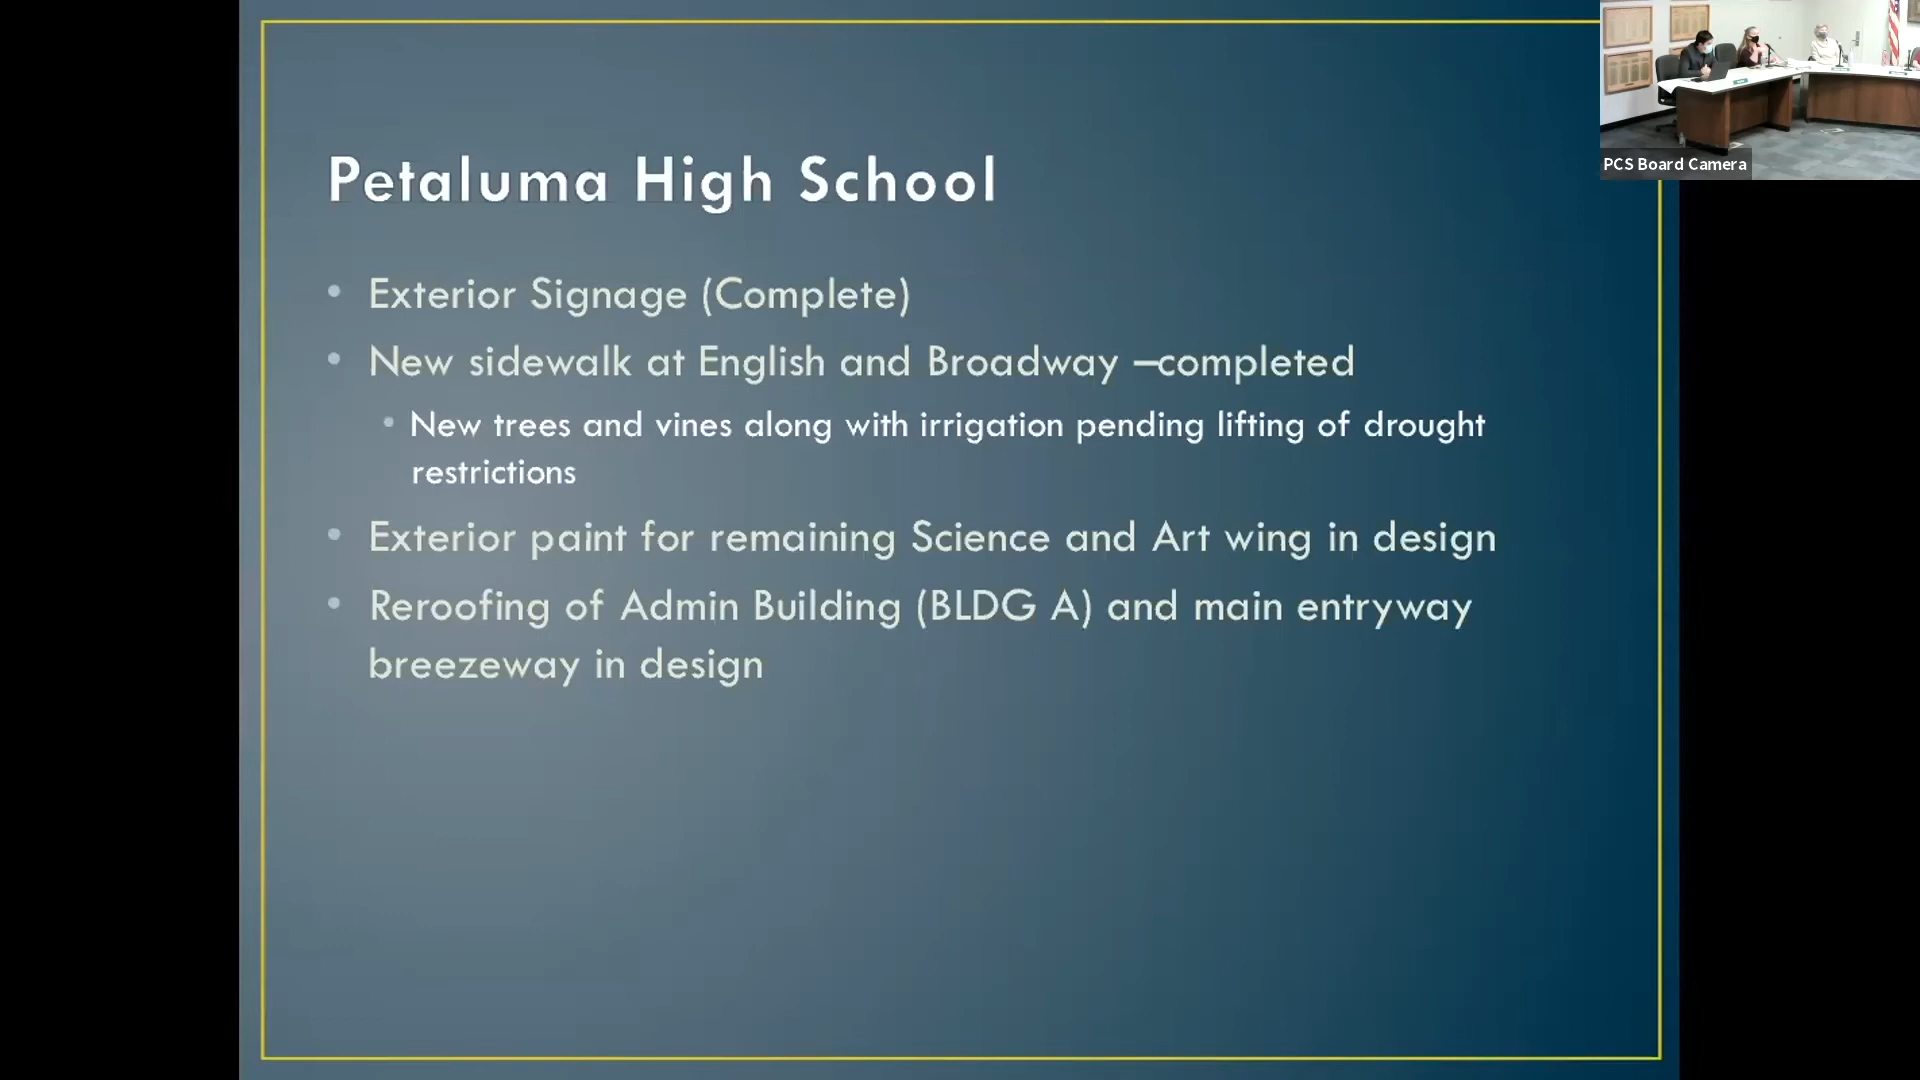 Petaluma High School
• Exterior Signage (Complete)
• New sidewalk at English and Broadway –completed
• New trees and vines along with irrigation pending lifting of drought
restrictions
• Exterior paint for remaining Science and Art wing in design
• Reroofing of Admin Building (BLDG A) and main entryway
breezeway in design
PCS Board Camera